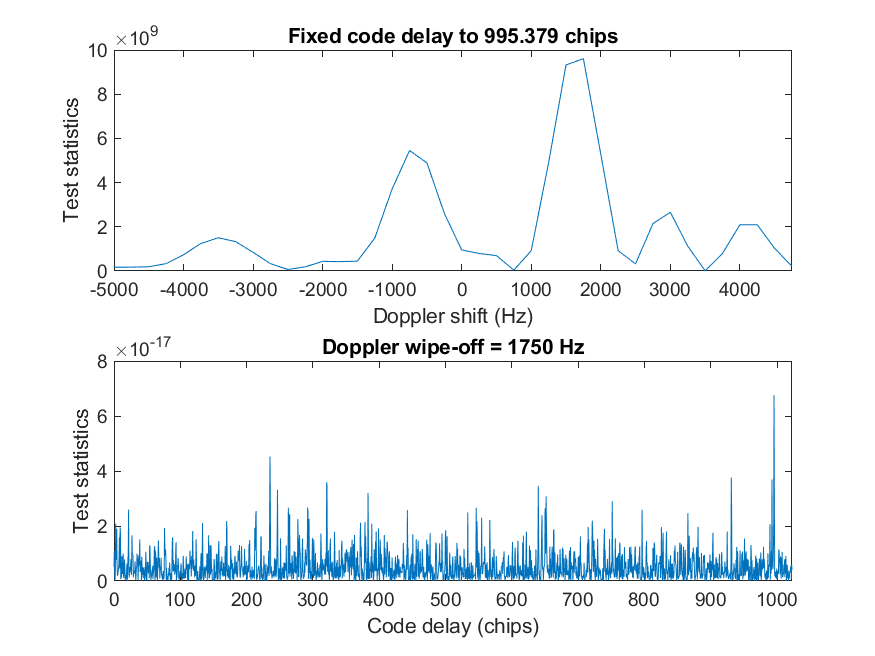 ×10^9
Fixed code delay to 995.379 chips
10
8
6
4
2
0
Test statistics
-5000 -4000 -3000 -2000 -1000 0 1000 2000 3000 4000
Doppler shift (Hz)
×10^-17
Doppler wipe-off = 1750 Hz
8
6
4
2
0
Test statistics
0 100 200 300 400 500 600 700 800 900 1000
Code delay (chips)